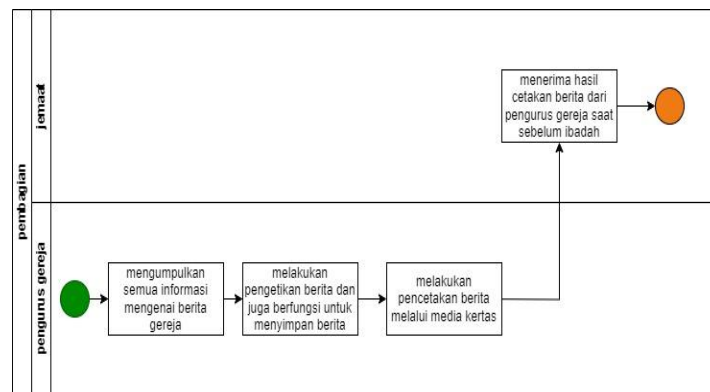 pembagian
jemaat
menerima hasil
cetakan berita dari
pengurus gereja saat
sebelum ibadah
pengurus gereja
mengumpulkan
semua informasi
mengenai berita
gereja
melakukan
pengetikan berita dan
juga berfungsi untuk
menyimpan berita
melakukan
pencetakan berita
melalui media kertas